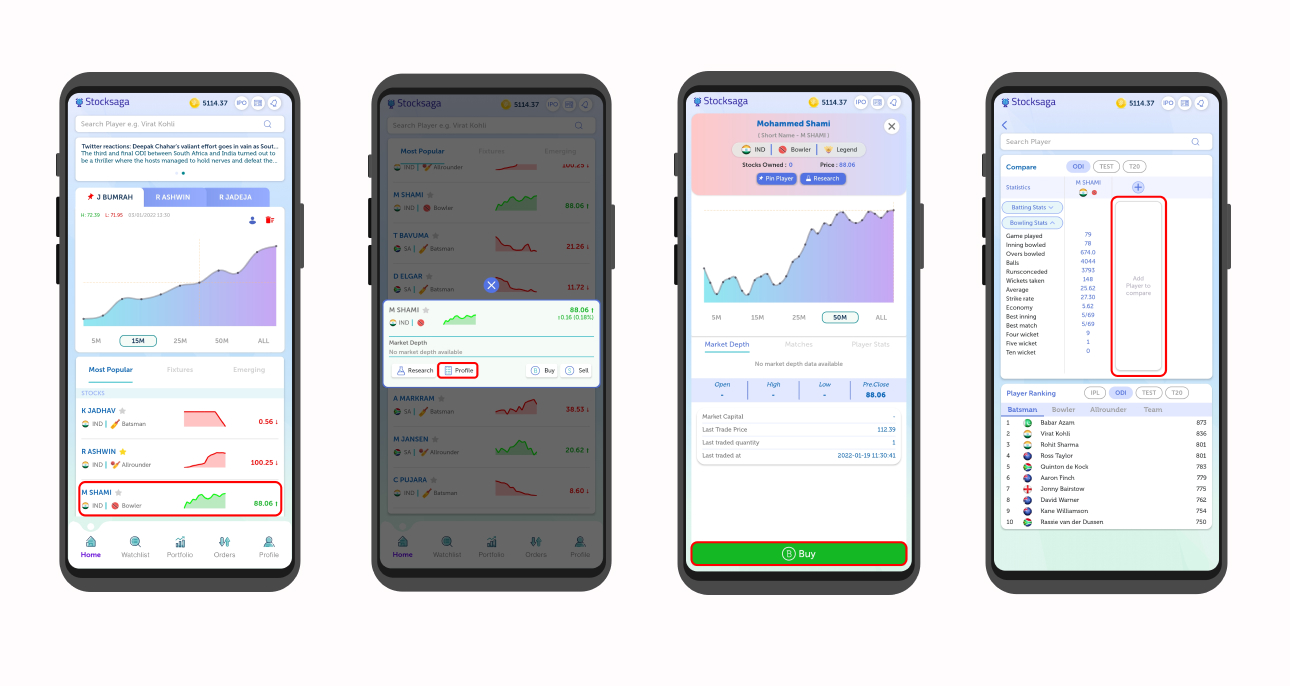 Stocksaga 5114.37 IPO
Search Player e.g. Virat Kohli
Twitter reactions: Deepak Chahar's valiant effort goes in vain as Sout...
The third and final ODI between South Africa and India turned out to
be a thriller where the hosts managed to hold nerves and defeat the...
J BUMRAH R ASHWIN R JADEJA
H: 72.39 L: 71.95 03/01/2022 13:30
5M 15M 25M 50M ALL
Most Popular Fixtures Emerging
STOCKS
K JADHAV
IND | Batsman 0.56 ↓
R ASHWIN
IND | Allrounder 100.25 ↓
M SHAMI
IND | Bowler 88.06 ↑
Home Watchlist Portfolio Orders Profile
Stocksaga 5114.37 IPO
Search Player e.g. Virat Kohli
Most Popular Fixtures Emerging
IND | Allrounder 100.25 ↓
M SHAMI
IND | Bowler 88.06 ↑
T BAVUMA
SA | Batsman 21.26 ↓
D ELGAR
11.72 ↓
M SHAMI 88.06 ↑
IND | ↑0.16 (0.18%)
Market Depth
No market depth available
Research Profile B Buy S Sell
A MARKRAM
SA | Batsman 38.53 ↓
M JANSEN
SA | Allrounder 20.62 ↑
C PUJARA
IND | Batsman 8.60 ↓
Home Watchlist Portfolio Orders Profile
Stocksaga 5114.37 IPO
Mohammed Shami
( Short Name - M SHAMI )
IND | Bowler | Legend
Stocks Owned : 0 Price : 88.06
Pin Player Research
5M 15M 25M 50M ALL
Market Depth Matches Player Stats
No market depth data available
Open High Low Pre.Close
- - - 88.06
Market Capital -
Last Trade Price 112.39
Last traded quantity 1
Last traded at 2022-01-19 11:30:41
B Buy
Stocksaga 5114.37 IPO
Search Player
Compare ODI TEST T20
Statistics M SHAMI
Batting Stats
Bowling Stats
Game played 79
Inning bowled 78
Overs bowled 674.0
Balls 4044
Runsconceded 3793
Wickets taken 148
Average 25.62
Strike rate 27.30
Economy 5.62
Best inning 5/69
Best match 5/69
Four wicket 9
Five wicket 1
Ten wicket 0
Add
Player to
compare
Player Ranking IPL ODI TEST T20
Batsman Bowler Allrounder Team
1 Babar Azam 873
2 Virat Kohli 836
3 Rohit Sharma 801
4 Ross Taylor 801
5 Quinton de Kock 783
6 Aaron Finch 779
7 Jonny Bairstow 775
8 David Warner 762
9 Kane Williamson 754
10 Rassie van der Dussen 750